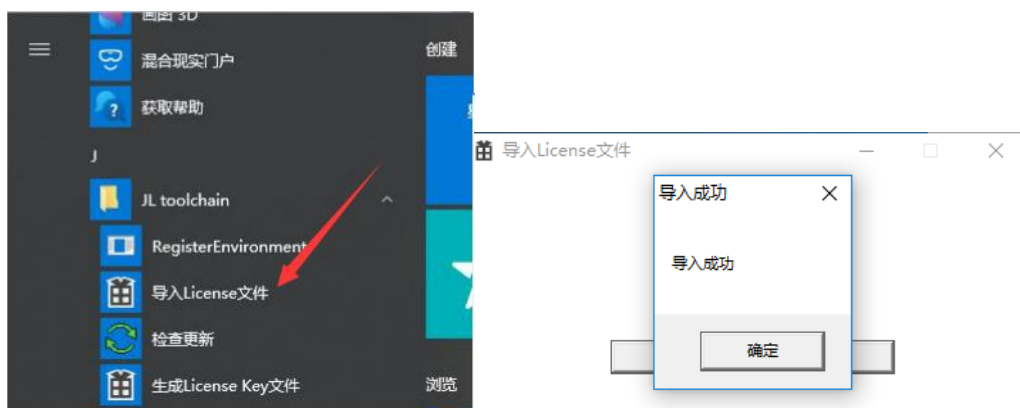 画图 3D
混合现实门户
获取帮助
J
JL toolchain
RegisterEnvironment
导入License文件
检查更新
生成License Key文件
创建
浏览
导入License文件
导入成功
导入成功
确定